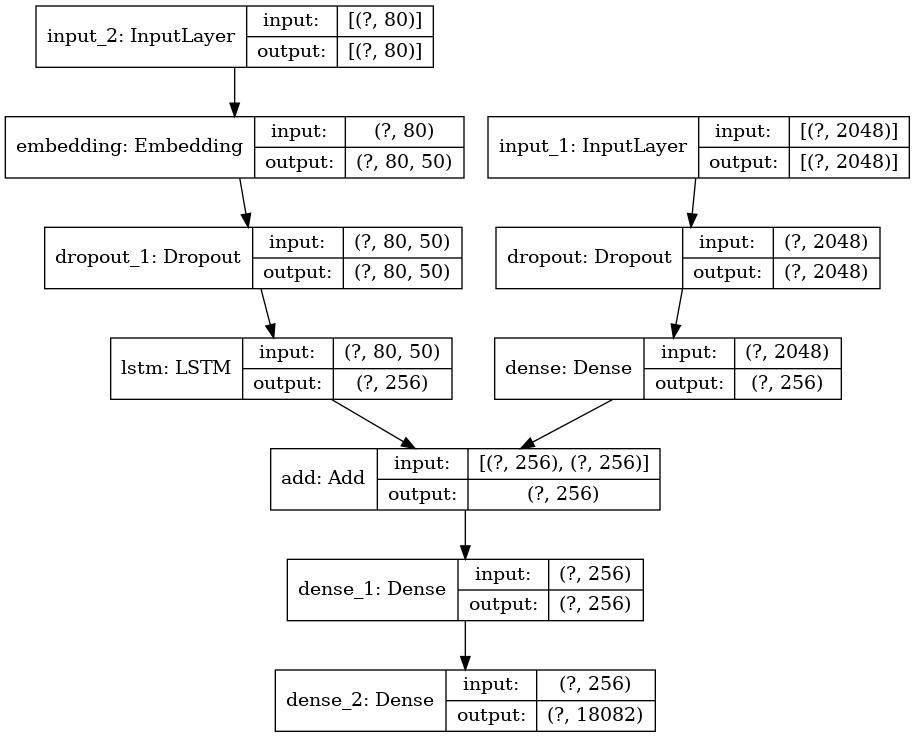 input_2: InputLayer input: [(?, 80)]
output: [(?, 80)]
embedding: Embedding input: (?, 80)
output: (?, 80, 50)
input_1: InputLayer input: [(?, 2048)]
output: [(?, 2048)]
dropout_1: Dropout input: (?, 80, 50)
output: (?, 80, 50)
dropout: Dropout input: (?, 2048)
output: (?, 2048)
lstm: LSTM input: (?, 80, 50)
output: (?, 256)
dense: Dense input: (?, 2048)
output: (?, 256)
add: Add input: [(?, 256), (?, 256)]
output: (?, 256)
dense_1: Dense input: (?, 256)
output: (?, 256)
dense_2: Dense input: (?, 256)
output: (?, 18082)